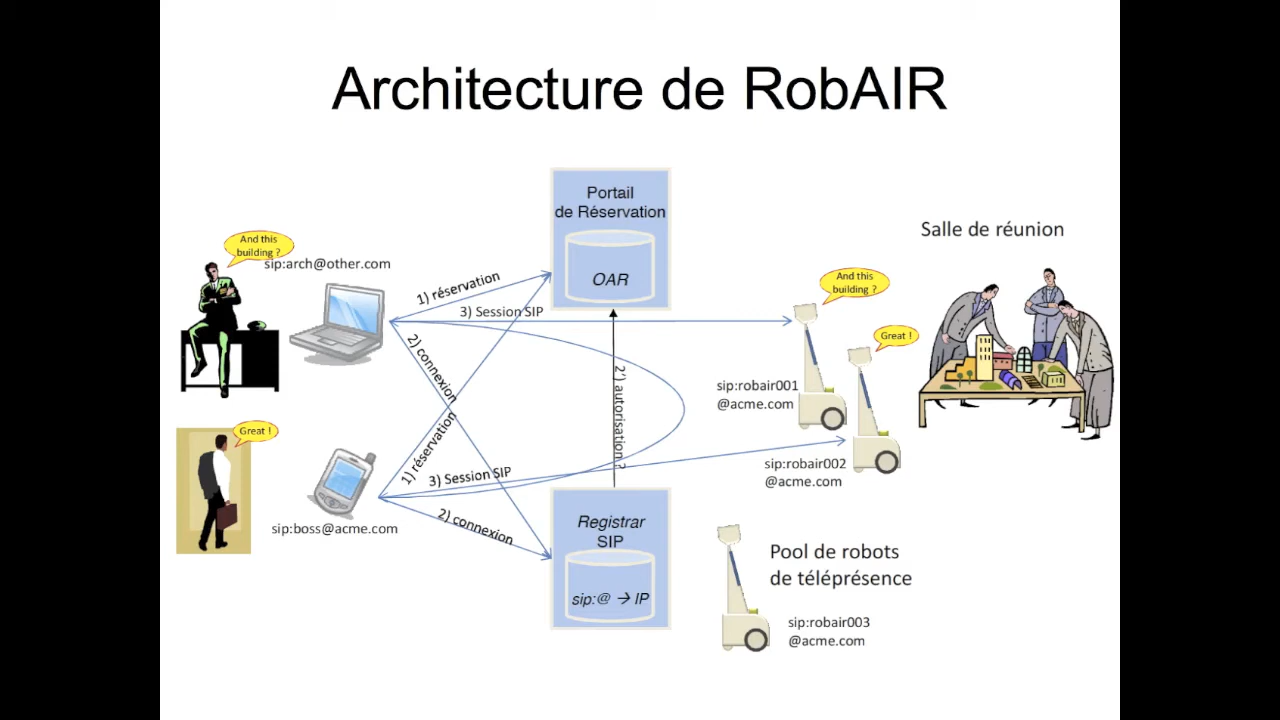 Architecture de RobAIR
Portail
de Réservation
OAR
Salle de réunion
And this
building ?
sip:arch@other.com
1) réservation
3) Session SIP
2) connexion
And this
building ?
Great !
2') autorisation ?
sip:robair001
@acme.com
Great !
1) réservation
3) Session SIP
sip:robair002
@acme.com
sip:boss@acme.com
2) connexion
Registrar
SIP
sip:@ → IP
Pool de robots
de téléprésence
sip:robair003
@acme.com